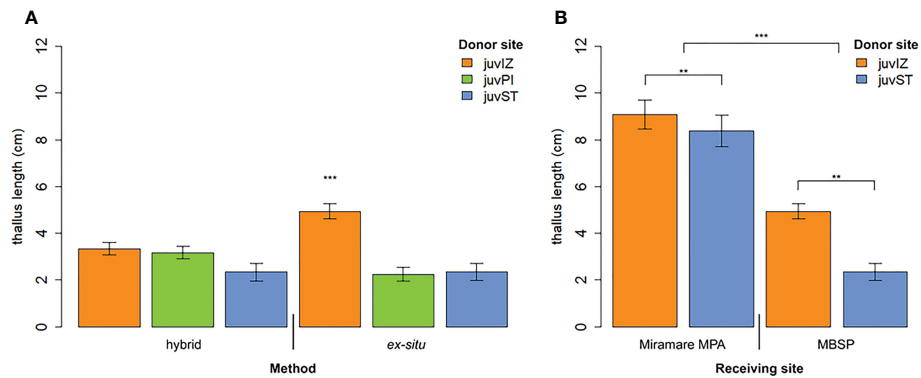 A
thallus length (cm)
12
10
8
6
4
2
0
Donor site
juvIZ
juvPI
juvST
***
hybrid
ex-situ
Method
B
thallus length (cm)
12
10
8
6
4
2
0
Donor site
juvIZ
juvST
***
**
**
Miramare MPA
MBSP
Receiving site